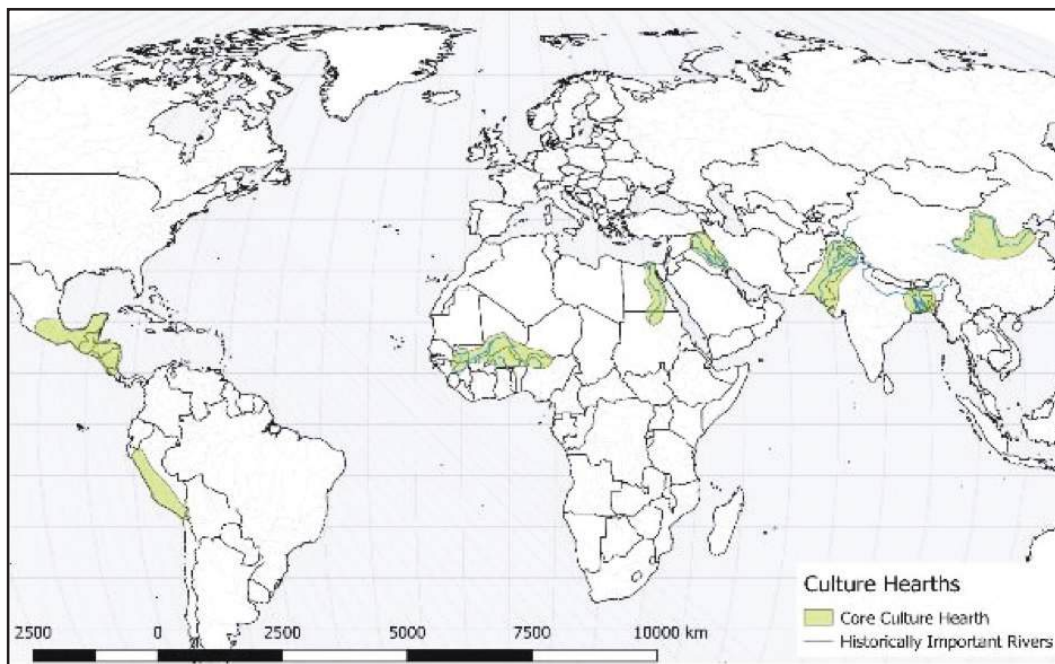 2500 0 2500 5000 7500 10000 km
Culture Hearths
Core Culture Hearth
Historically Important Rivers